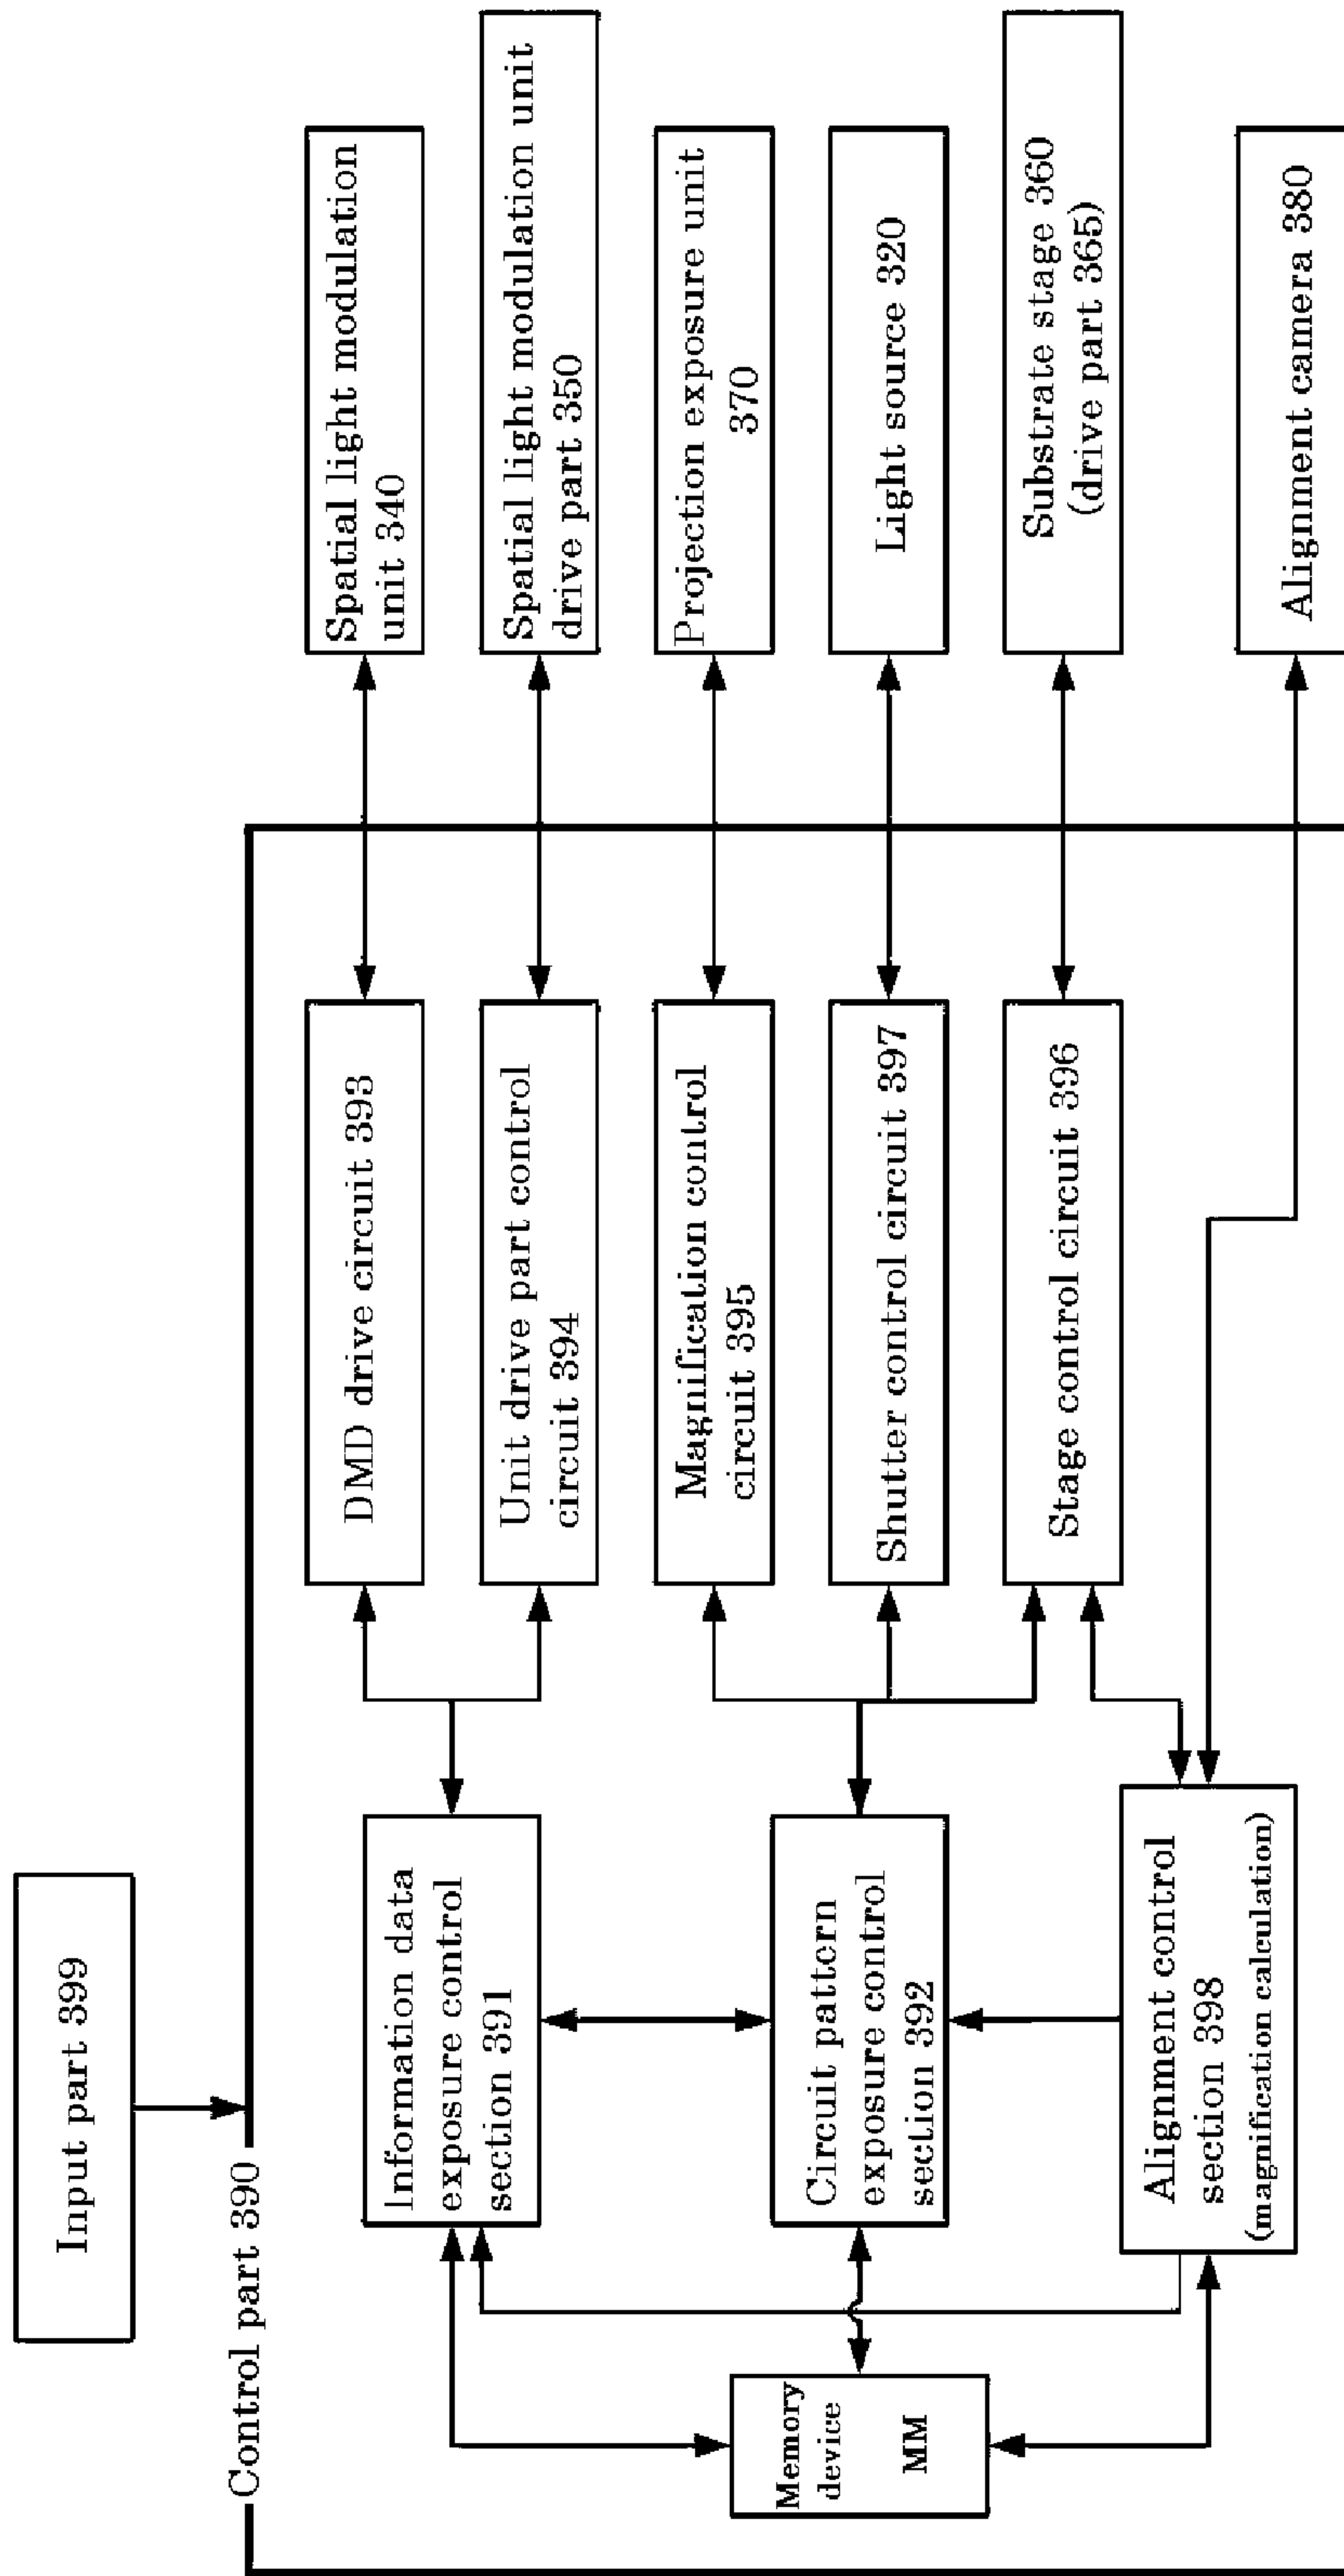 Input part 399
Control part 390
Memory
device
MM
Information data
exposure control
section 391
Circuit pattern
exposure control
section 392
Alignment control
section 398
(magnification calculation)
DMD drive circuit 393
Unit drive part control
circuit 394
Magnification control
circuit 395
Shutter control circuit 397
Stage control circuit 396
Spatial light modulation
unit 340
Spatial light modulation unit
drive part 350
Projection exposure unit
370
Light source 320
Substrate stage 360
(drive part 365)
Alignment camera 380